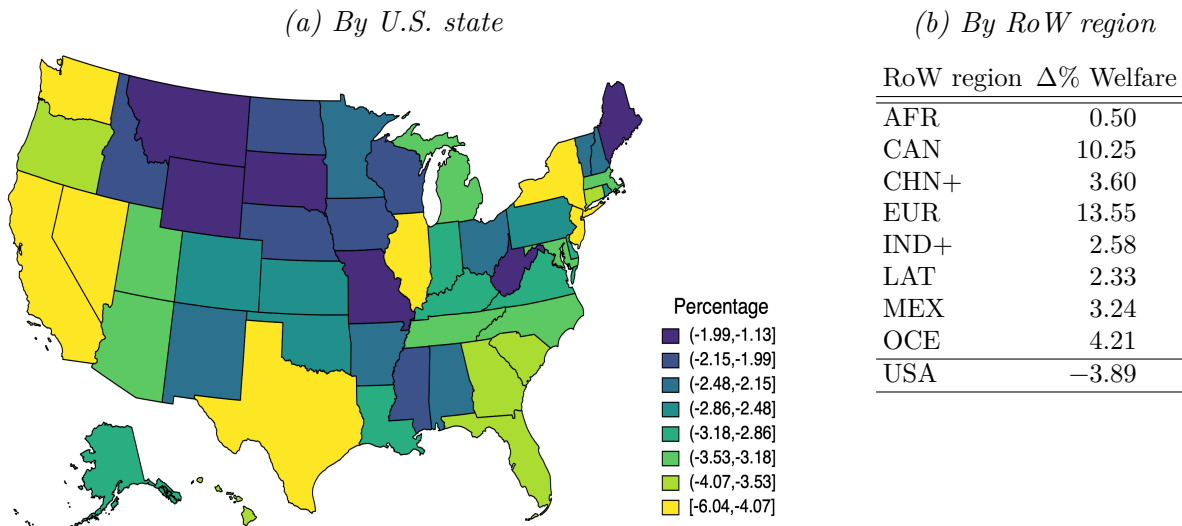 (a) By U.S. state
Percentage
(-1.99,-1.13]
(-2.15,-1.99]
(-2.48,-2.15]
(-2.86,-2.48]
(-3.18,-2.86]
(-3.53,-3.18]
(-4.07,-3.53]
[-6.04,-4.07]
(b) By RoW region
RoW region Δ% Welfare
AFR 0.50
CAN 10.25
CHN+ 3.60
EUR 13.55
IND+ 2.58
LAT 2.33
MEX 3.24
OCE 4.21
USA −3.89